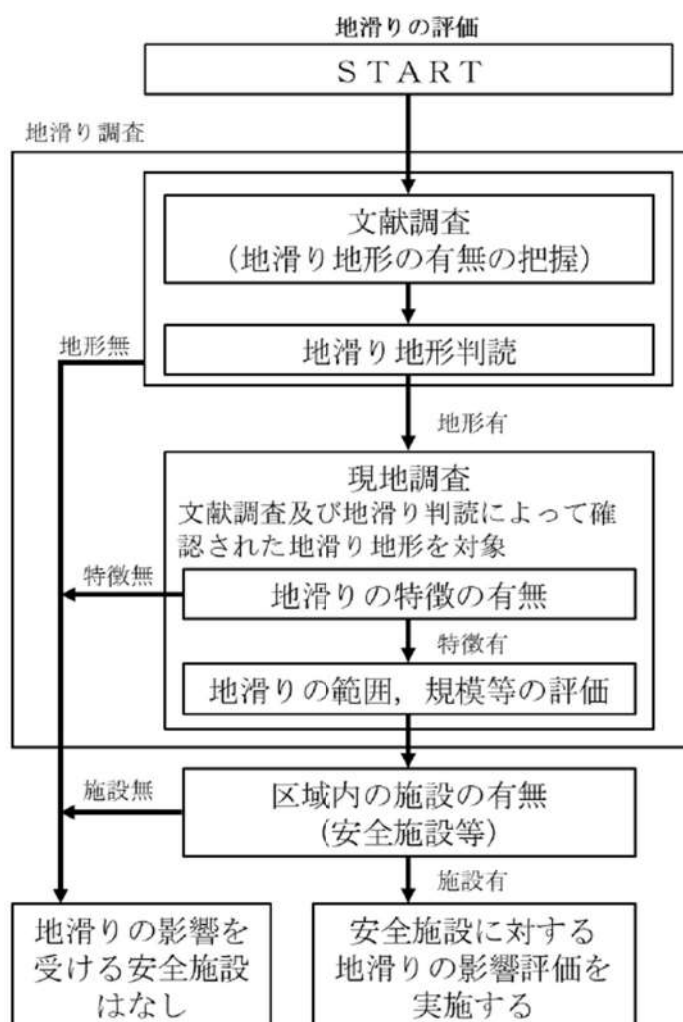 地滑りの評価
ＳＴＡＲＴ
地滑り調査
文献調査
（地滑り地形の有無の把握）
地形無
地滑り地形判読
地形有
現地調査
文献調査及び地滑り判読によって確
認された地滑り地形を対象
特徴無
地滑りの特徴の有無
特徴有
地滑りの範囲，規模等の評価
施設無
区域内の施設の有無
（安全施設等）
施設有
地滑りの影響を
受ける安全施設
はなし
安全施設に対する
地滑りの影響評価を
実施する